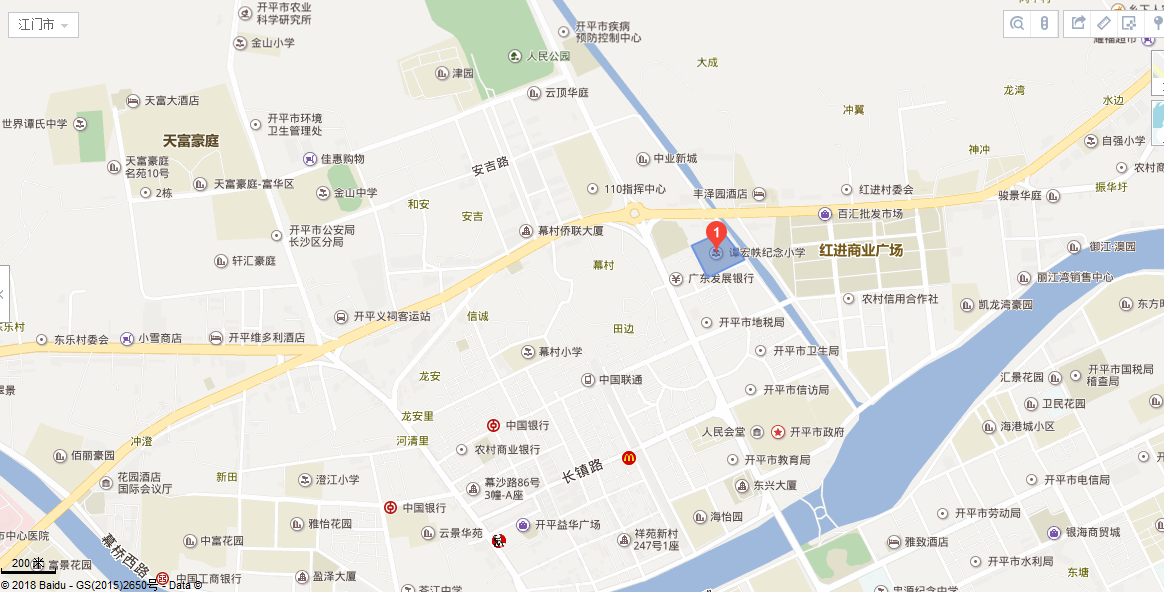 江门市
开平市农业
科学研究所
金山小学
开平市疾病
预防控制中心
人民公园
大成
津园
云顶华庭
天富大酒店
世界谭氏中学
天富豪庭
开平市环境
卫生管理处
龙湾
水边
冲翼
自强小学
神冲
天富豪庭
名苑10号
佳惠购物
安吉路
中业新城
2栋
天富豪庭-富华区
金山中学
110指挥中心
丰泽园酒店
红进村委会
骏景华庭
振华圩
和安
安吉
百汇批发市场
开平市公安局
长沙区分局
幕村侨联大厦
1
谭宏帙纪念小学
红进商业广场
御江·澳园
轩汇豪庭
幕村
广东发展银行
丽江湾销售中心
农村信用合作社
凯龙湾豪园
开平义祠客运站
信诚
田边
开平市地税局
东乐村委会
小雪商店
开平维多利酒店
幕村小学
开平市卫生局
龙安
中国联通
开平市信访局
汇景花园
开平市国税局
稽查局
卫民花园
龙安里
中国银行
人民会堂
开平市政府
海港城小区
冲澄
河清里
农村商业银行
佰丽豪园
长镇路
开平市教育局
花园酒店
国际会议厅
新田
澄江小学
幕沙路86号
3幢-A座
东兴大厦
开平市电信局
中国银行
雅怡花园
云景华苑
开平益华广场
海怡园
开平市劳动局
祥苑新村
247号1座
银海商贸城
中富花园
雅致酒店
幕桥西路
开平市水利局
200米
富景花园
中国工商银行
盈泽大厦
东塘
© 2018 Baidu - GS(2015)2650号 - Data ©